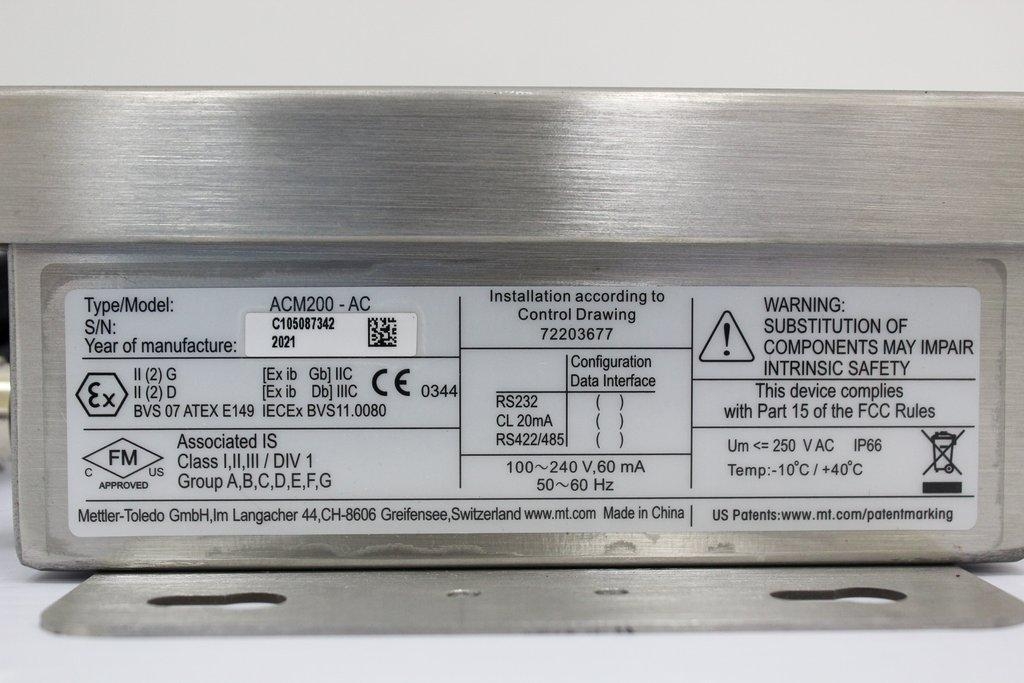 Type/Model: ACM200 - AC
S/N: C105087342
Year of manufacture: 2021
Ex
II (2) G [Ex ib Gb] IIC
II (2) D [Ex ib Db] IIIC
CE 0344
BVS 07 ATEX E149 IECEx BVS11.0080
C FM US
APPROVED
Associated IS
Class I,II,III / DIV 1
Group A,B,C,D,E,F,G
Installation according to
Control Drawing
72203677
Configuration
Data Interface
RS232 ( )
CL 20mA ( )
RS422/485 ( )
100~240 V,60 mA
50~60 Hz
WARNING:
SUBSTITUTION OF
COMPONENTS MAY IMPAIR
INTRINSIC SAFETY
This device complies
with Part 15 of the FCC Rules
Um <= 250 V AC IP66
Temp:-10°C / +40°C
Mettler-Toledo GmbH,Im Langacher 44,CH-8606 Greifensee,Switzerland www.mt.com Made in China
US Patents:www.mt.com/patentmarking